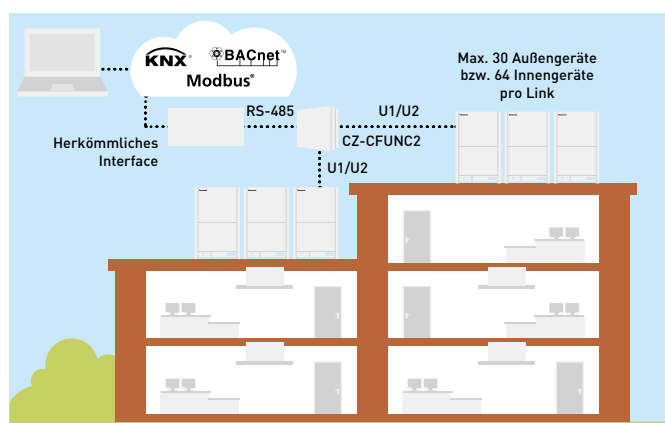 KNX®
BACnet™
Modbus®
Max. 30 Außengeräte
bzw. 64 Innengeräte
pro Link
RS-485
U1/U2
Herkömmliches
Interface
CZ-CFUNC2
U1/U2